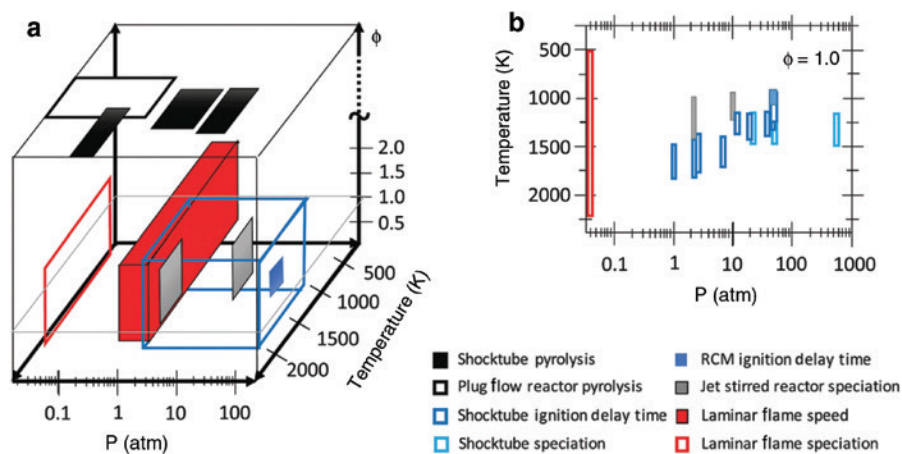 a
ϕ
2.0
1.5
1.0
0.5
500
1000
1500
2000
Temperature (K)
0.1 1 10 100
P (atm)
b
ϕ = 1.0
500
1000
1500
2000
Temperature (K)
0.1 1 10 100 1000
P (atm)
Shocktube pyrolysis
Plug flow reactor pyrolysis
Shocktube ignition delay time
Shocktube speciation
RCM ignition delay time
Jet stirred reactor speciation
Laminar flame speed
Laminar flame speciation